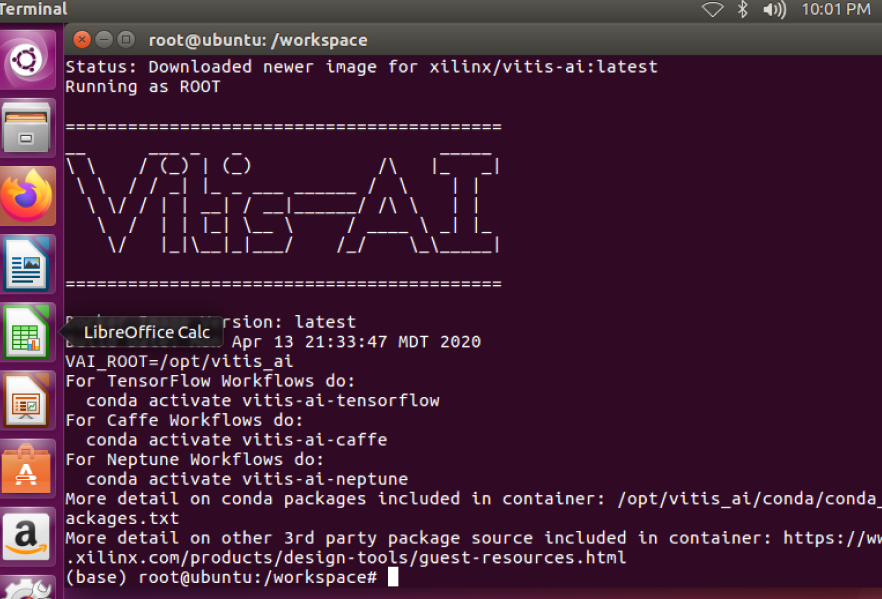 Terminal
10:01 PM
root@ubuntu: /workspace
Status: Downloaded newer image for xilinx/vitis-ai:latest
Running as ROOT
==========================================
Vitis-AI
==========================================
LibreOffice Calc
rsion: latest
Apr 13 21:33:47 MDT 2020
VAI_ROOT=/opt/vitis_ai
For TensorFlow Workflows do:
conda activate vitis-ai-tensorflow
For Caffe Workflows do:
conda activate vitis-ai-caffe
For Neptune Workflows do:
conda activate vitis-ai-neptune
More detail on conda packages included in container: /opt/vitis_ai/conda/conda_
ackages.txt
More detail on other 3rd party package source included in container: https://ww
.xilinx.com/products/design-tools/guest-resources.html
(base) root@ubuntu:/workspace#